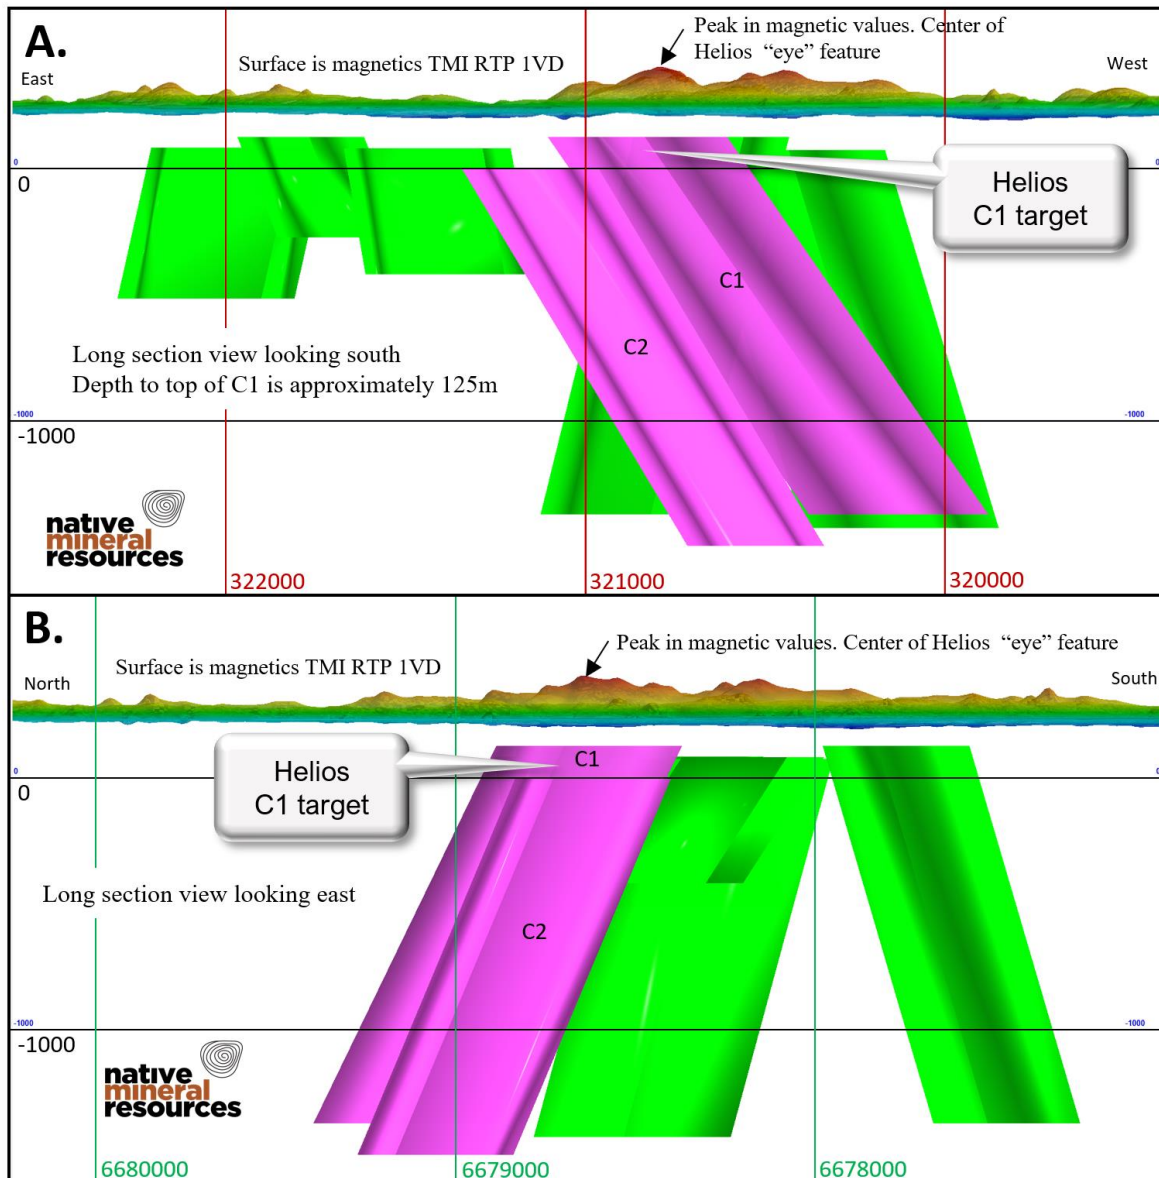 A.
Peak in magnetic values. Center of
Helios "eye" feature
East
Surface is magnetics TMI RTP 1VD
West
0
0
0
Helios
C1 target
C1
C2
Long section view looking south
Depth to top of C1 is approximately 125m
-1000
-1000
-1000
native
mineral
resources
322000
321000
320000
B.
Peak in magnetic values. Center of Helios "eye" feature
Surface is magnetics TMI RTP 1VD
North
South
C1
Helios
C1 target
0
0
0
Long section view looking east
C2
-1000
-1000
-1000
native
mineral
resources
6680000
6679000
6678000